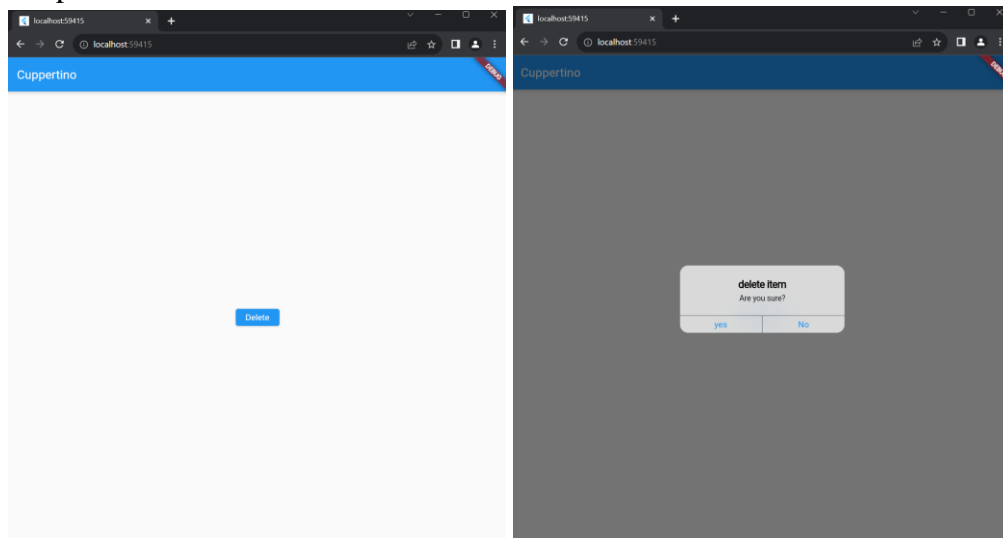 localhost:59415
localhost:59415
Cuppertino
DEBUG
Delete
localhost:59415
localhost:59415
Cuppertino
delete item
Are you sure?
yes
No